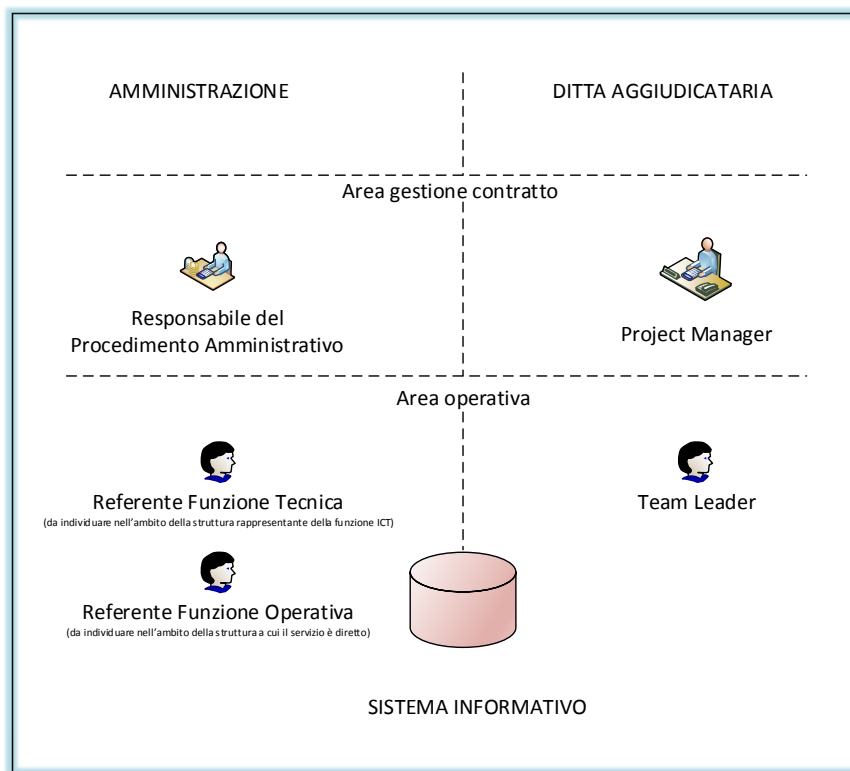 AMMINISTRAZIONE
DITTA AGGIUDICATARIA
Area gestione contratto
Responsabile del
Procedimento Amministrativo
Project Manager
Area operativa
Referente Funzione Tecnica
(da individuare nell'ambito della struttura rappresentante della funzione ICT)
Team Leader
Referente Funzione Operativa
(da individuare nell'ambito della struttura a cui il servizio è diretto)
SISTEMA INFORMATIVO